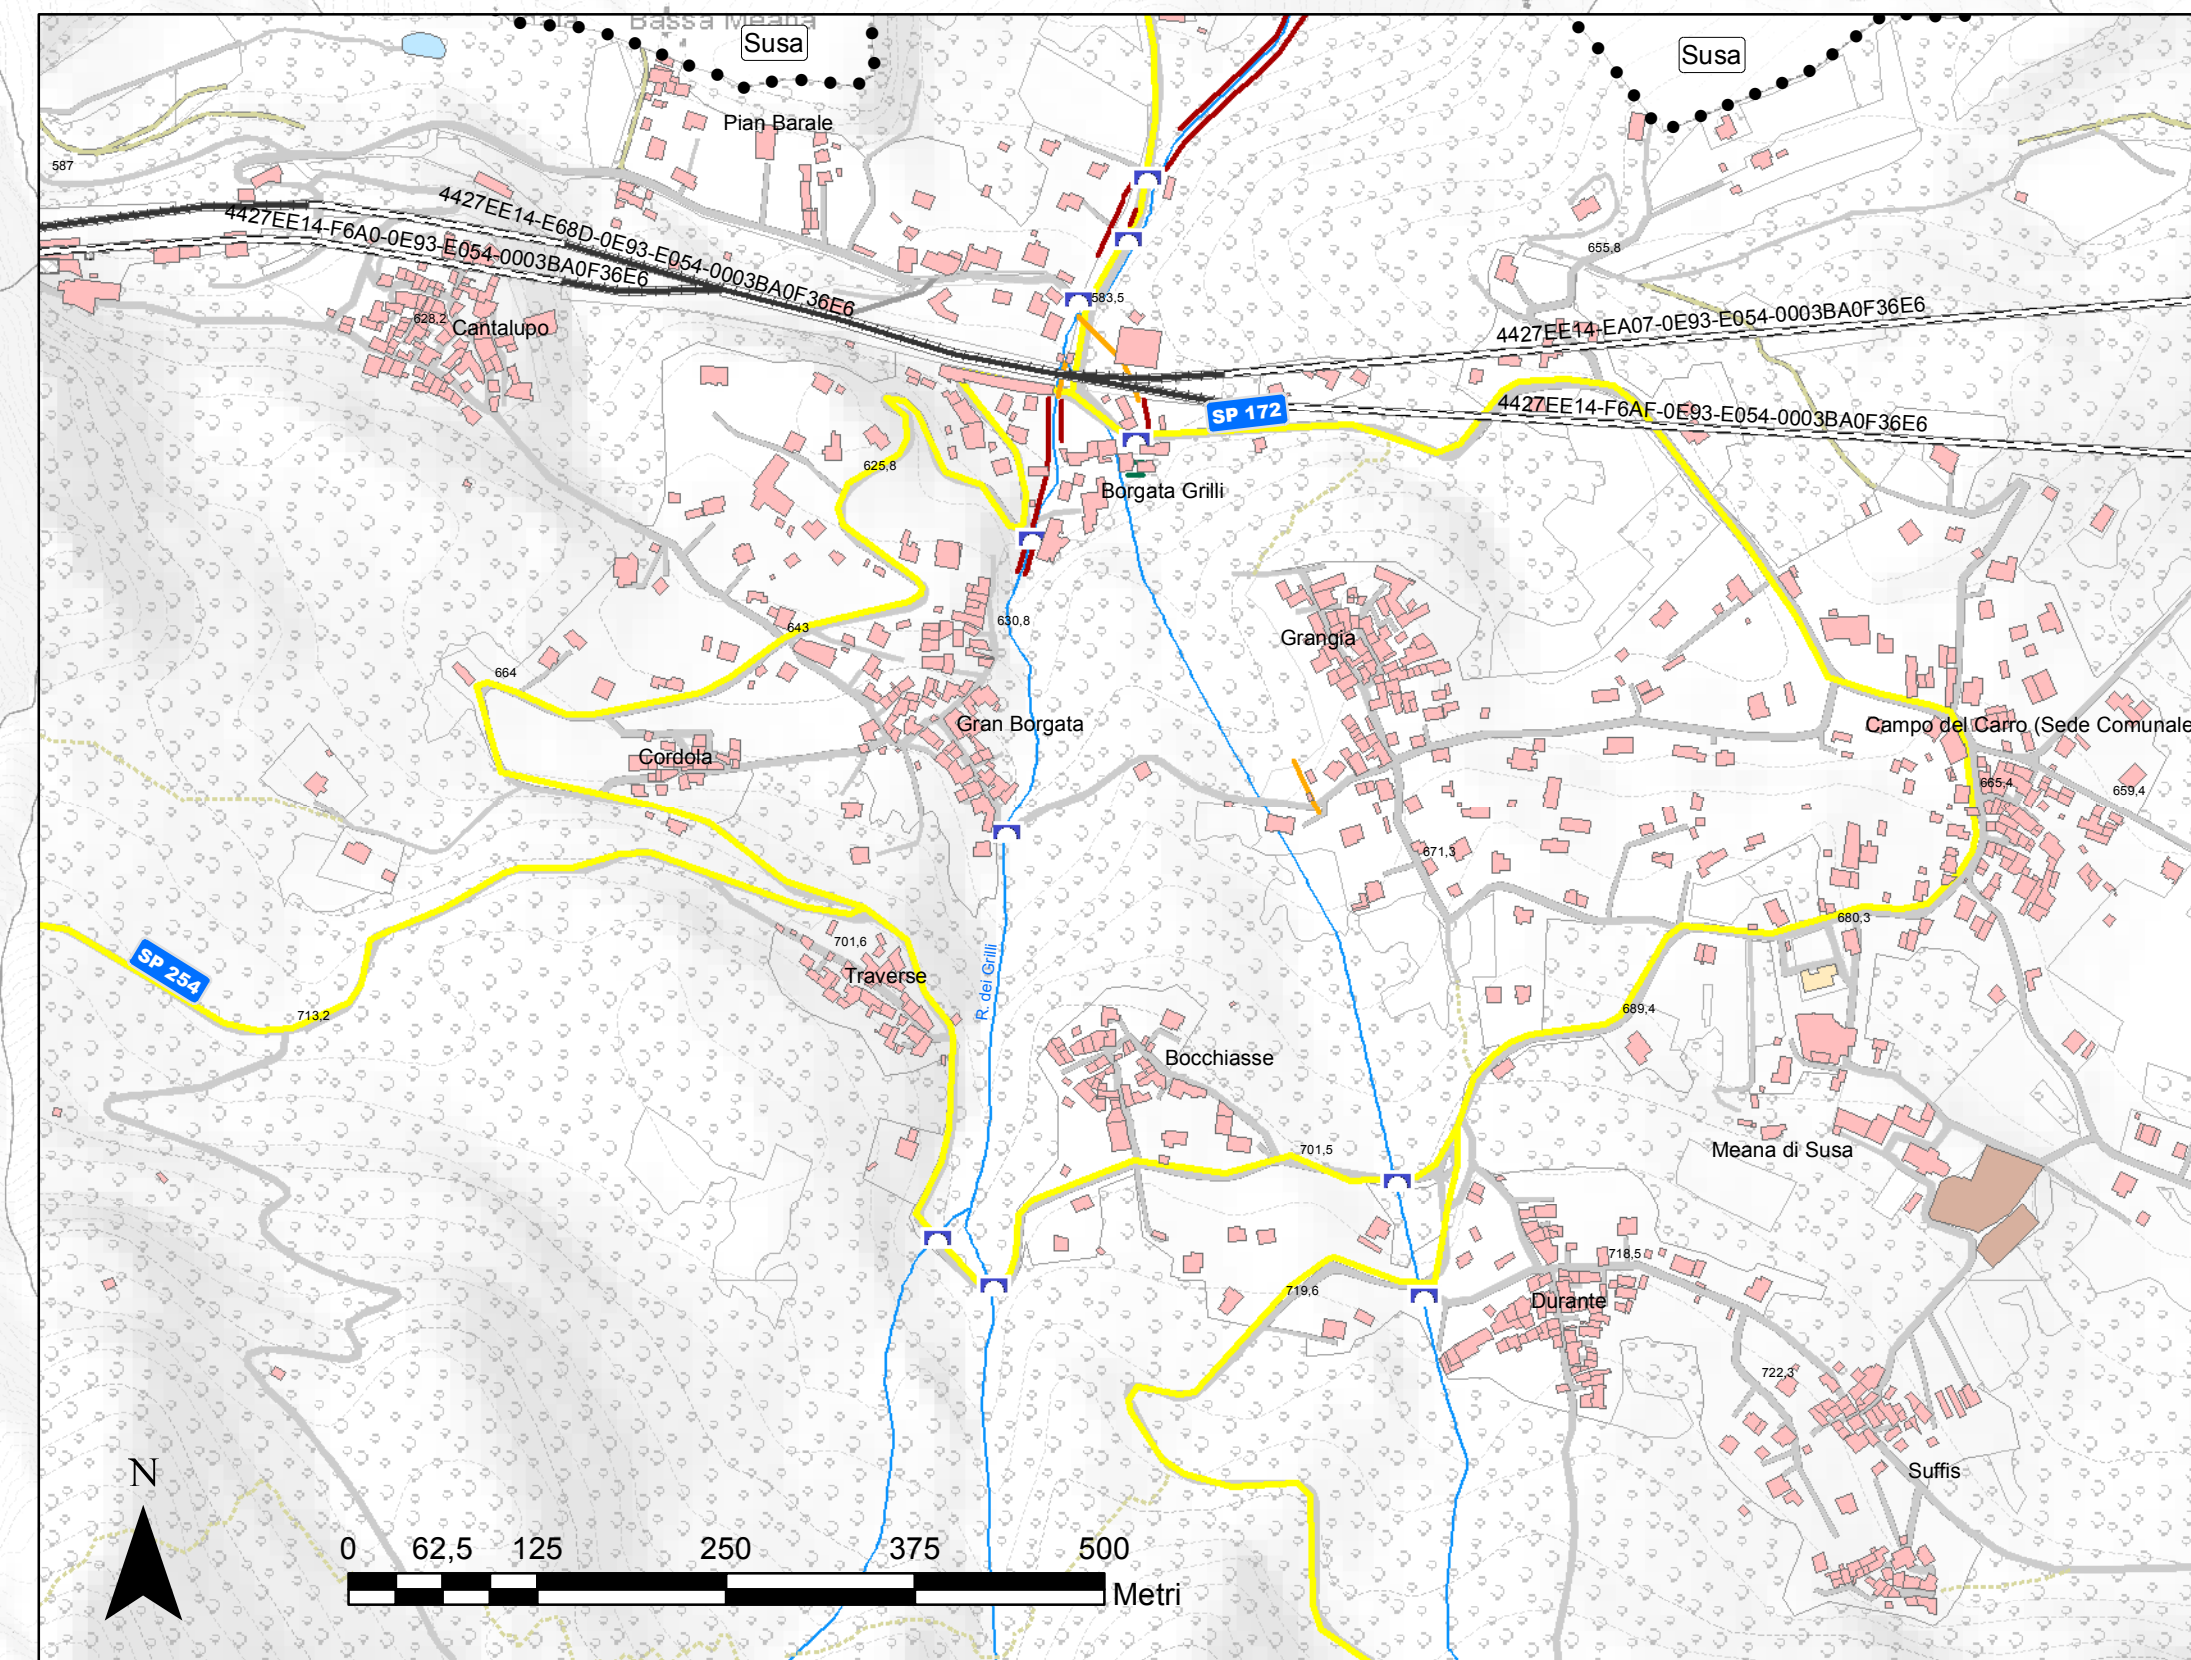 Bassa Meana
Susa
Susa
Pian Barale
587
4427EE14-E68D-0E93-E054-0003BA0F36E6
4427EE14-F6A0-0E93-E054-0003BA0F36E6
655,8
583,5
628,2
Cantalupo
4427EE14-EA07-0E93-E054-0003BA0F36E6
SP 172
4427EE14-F6AF-0E93-E054-0003BA0F36E6
625,8
Borgata Grilli
630,8
643
Grangia
664
Gran Borgata
Campo del Carro (Sede Comunale
Cordola
665,4
659,4
671,3
680,3
701,6
SP 254
Traverse
R. dei Grilli
713,2
689,4
Bocchiasse
701,5
Meana di Susa
718,5
719,6
Durante
722,3
Suffis
N
0 62,5 125 250 375 500
Metri